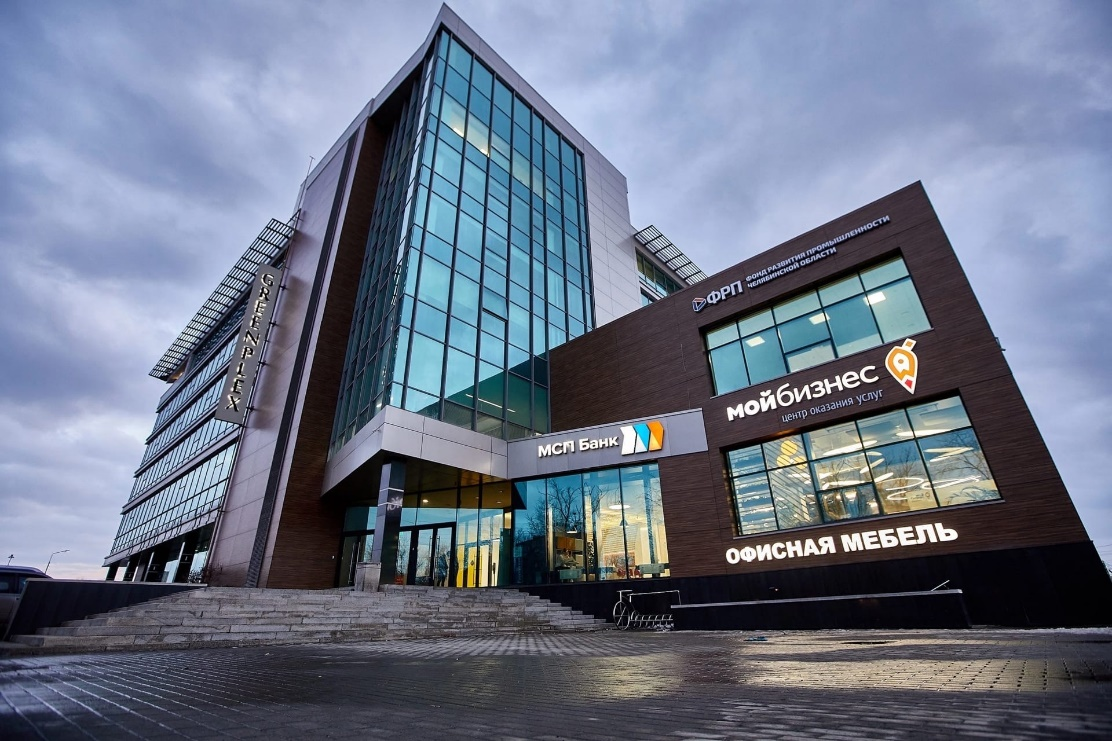 GREENPLEX
ФРП
ФОНД РАЗВИТИЯ ПРОМЫШЛЕННОСТИ
ЧЕЛЯБИНСКОЙ ОБЛАСТИ
мойбизнес
центр оказания услуг
МСП Банк
ОФИСНАЯ МЕБЕЛЬ